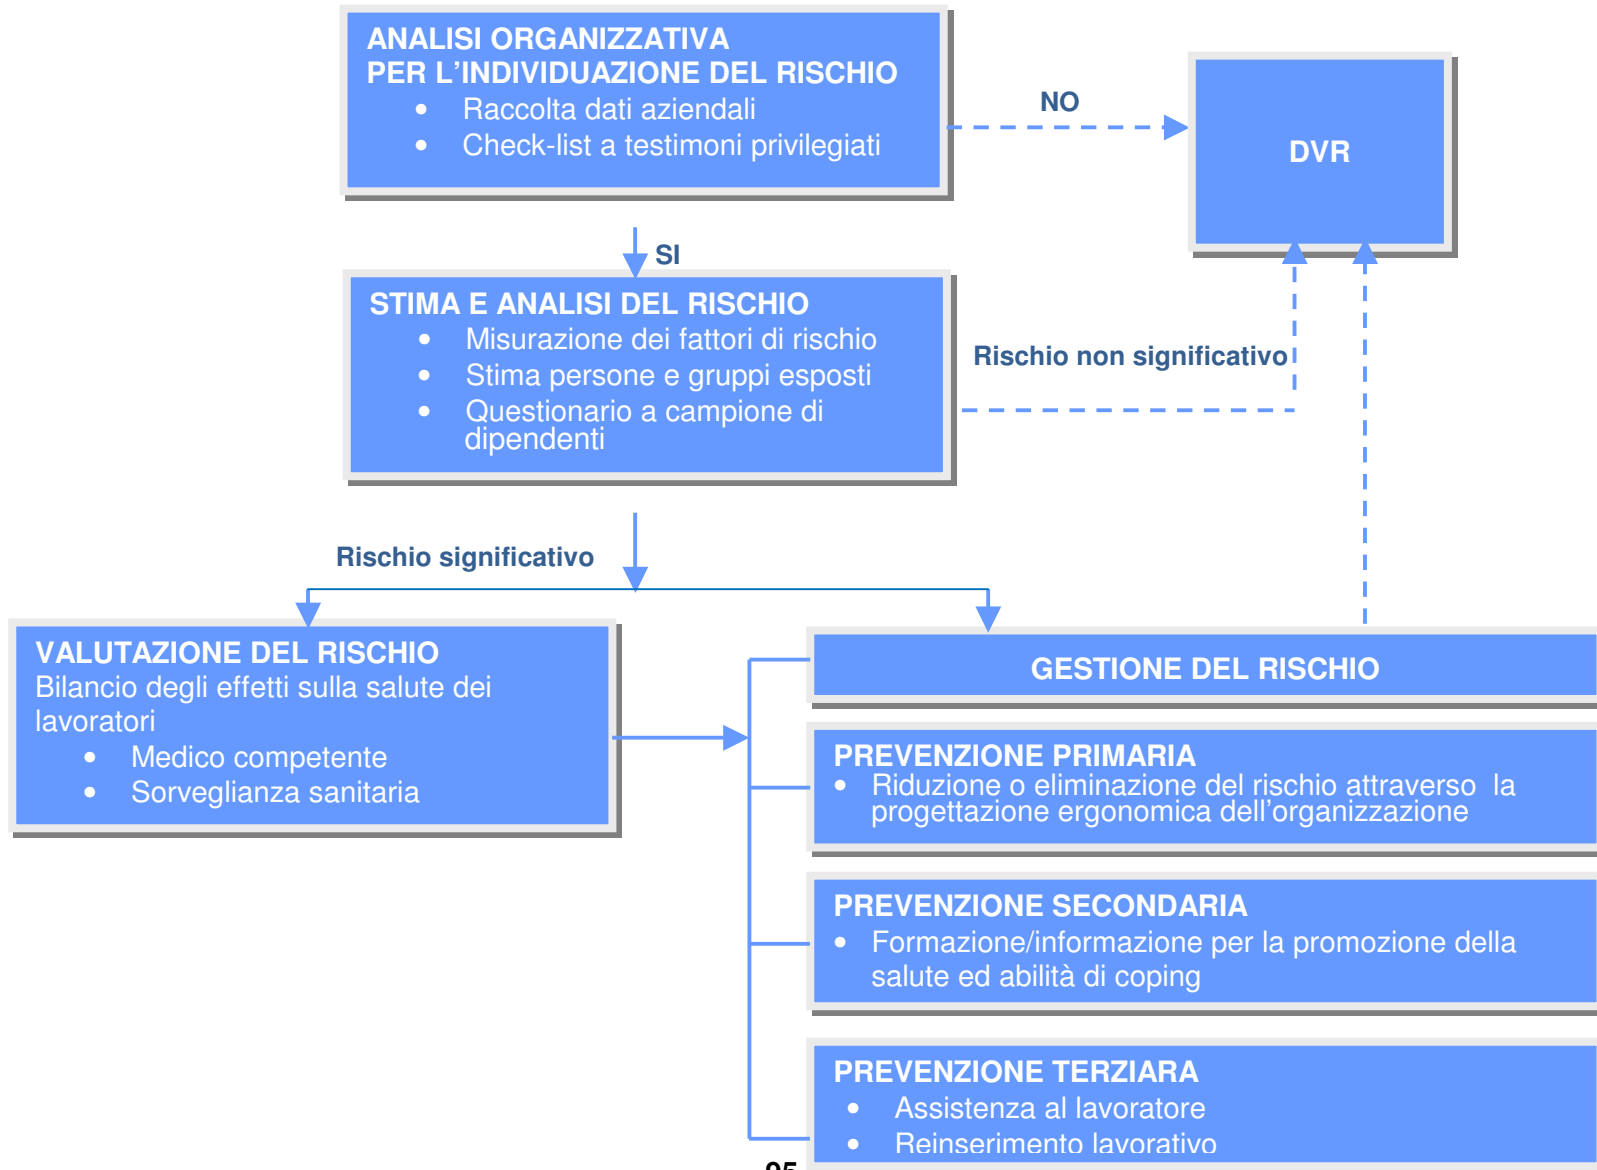 ANALISI ORGANIZZATIVA
PER L'INDIVIDUAZIONE DEL RISCHIO
• Raccolta dati aziendali
• Check-list a testimoni privilegiati
NO
DVR
SI
STIMA E ANALISI DEL RISCHIO
• Misurazione dei fattori di rischio
• Stima persone e gruppi esposti
• Questionario a campione di
dipendenti
Rischio non significativo
Rischio significativo
VALUTAZIONE DEL RISCHIO
Bilancio degli effetti sulla salute dei
lavoratori
• Medico competente
• Sorveglianza sanitaria
GESTIONE DEL RISCHIO
PREVENZIONE PRIMARIA
• Riduzione o eliminazione del rischio attraverso la
progettazione ergonomica dell'organizzazione
PREVENZIONE SECONDARIA
• Formazione/informazione per la promozione della
salute ed abilità di coping
PREVENZIONE TERZIARA
• Assistenza al lavoratore
• Reinserimento lavorativo
95